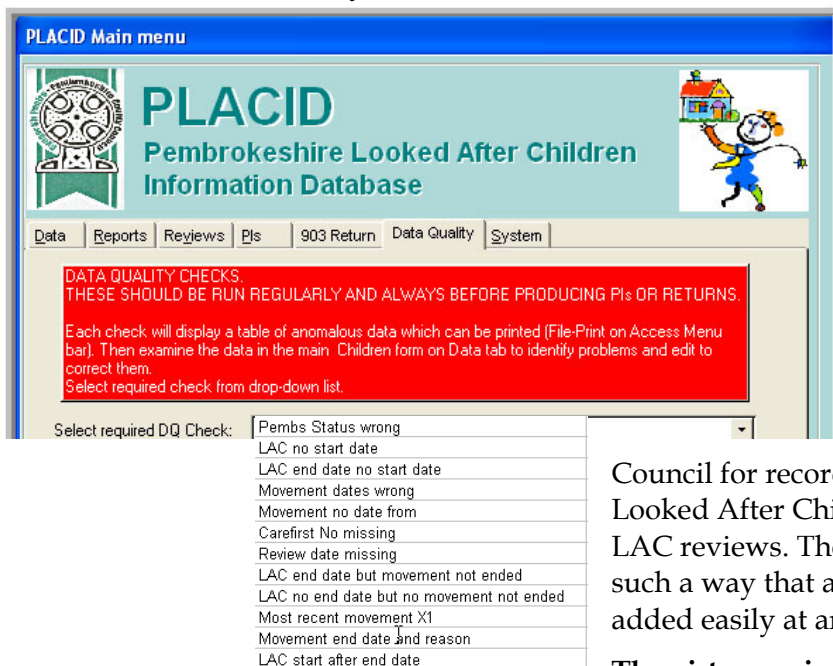 PLACID Main menu
PLACID
Pembrokeshire Looked After Children
Information Database
Data Reports Reviews PIs 903 Return Data Quality System
DATA QUALITY CHECKS.
THESE SHOULD BE RUN REGULARLY AND ALWAYS BEFORE PRODUCING PIs OR RETURNS.
Each check will display a table of anomalous data which can be printed (File-Print on Access Menu
bar). Then examine the data in the main Children form on Data tab to identify problems and edit to
correct them.
Select required check from drop-down list.
Select required DQ Check:
Pembs Status wrong
LAC no start date
LAC end date no start date
Movement dates wrong
Movement no date from
Carefirst No missing
Review date missing
LAC end date but movement not ended
LAC no end date but no movement not ended
Most recent movement X1
Movement end date and reason
LAC start after end date
Council for
Looked After
LAC reviews.
such a way that
added easily at